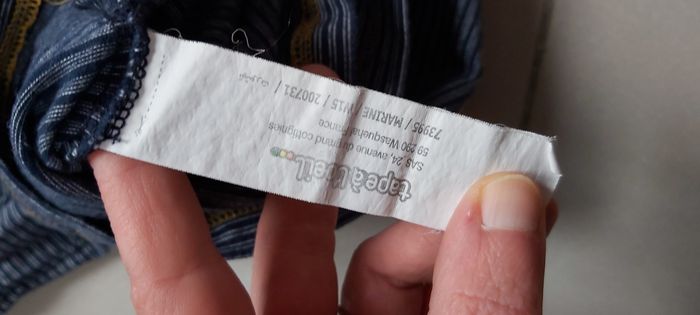 tape à l'œil
SAS 24, avenue du grand cottignies
59 290 Wasquehal France
73995 / MARINE W15 / 200731 /